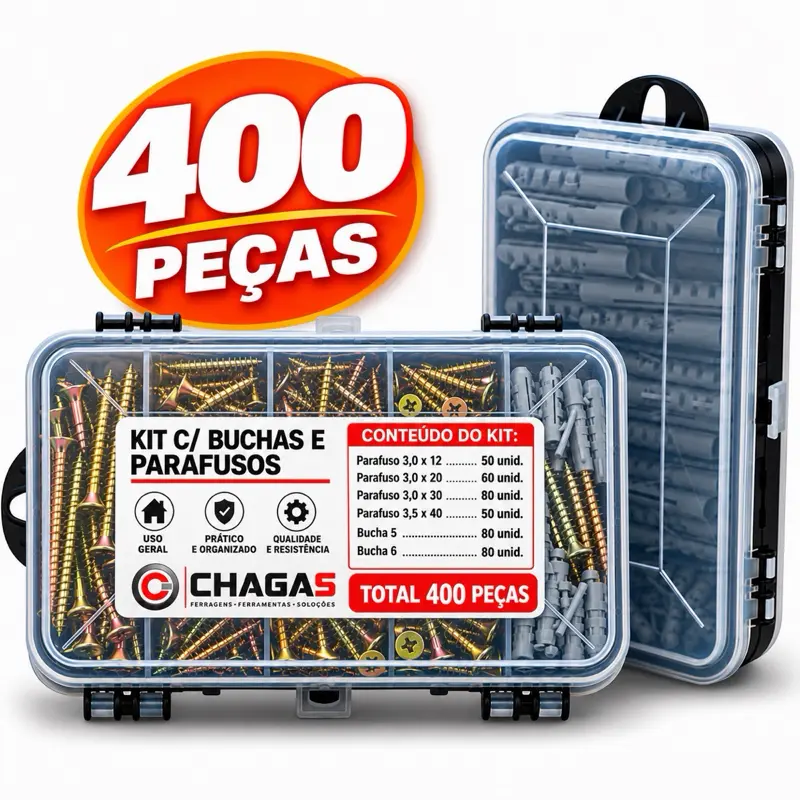 400
PEÇAS
KIT C/ BUCHAS E
PARAFUSOS
USO
GERAL
PRÁTICO
E ORGANIZADO
QUALIDADE
E RESISTÊNCIA
CHAGAS
FERRAGENS • FERRAMENTAS • SOLOÇÕES
CONTEÚDO DO KIT:
Parafuso 3,0 x 12 .......... 50 unid.
Parafuso 3,0 x 20 .......... 60 unid.
Parafuso 3,0 x 30 .......... 80 unid.
Parafuso 3,5 x 40 .......... 50 unid.
Bucha 5 ........................ 80 unid.
Bucha 6 ........................ 80 unid.
TOTAL 400 PEÇAS